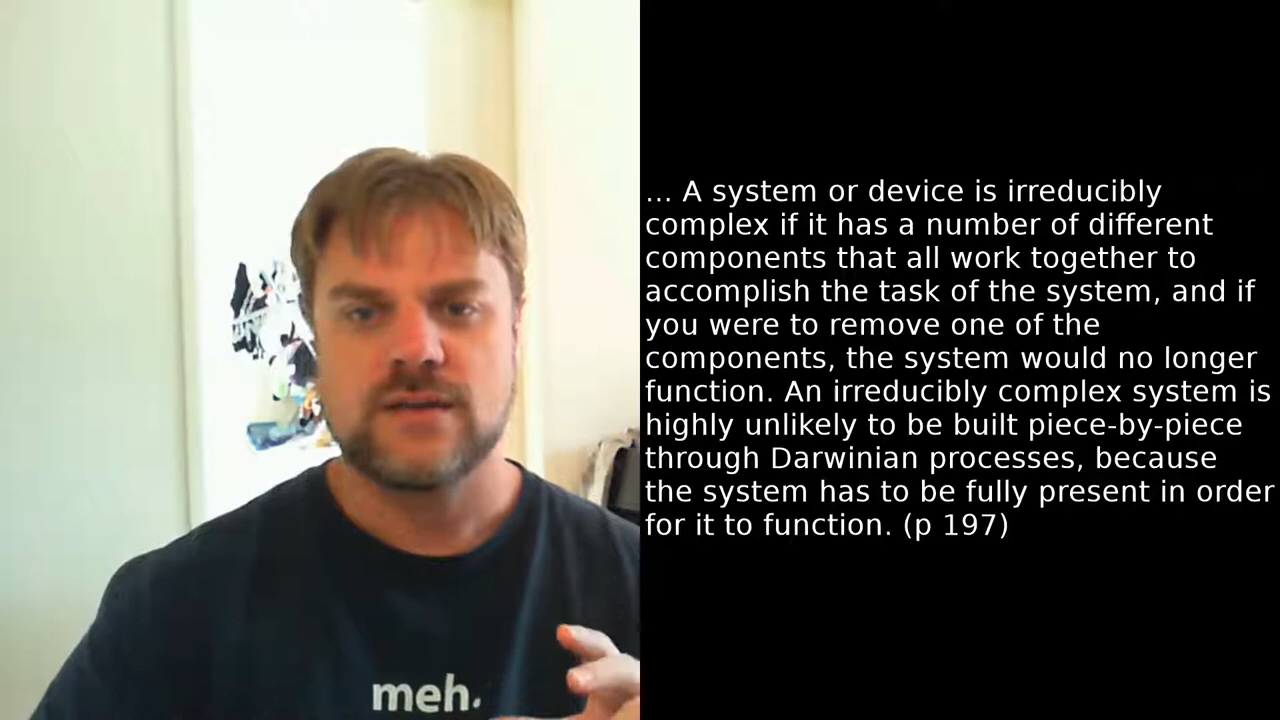 ... A system or device is irreducibly
complex if it has a number of different
components that all work together to
accomplish the task of the system, and if
you were to remove one of the
components, the system would no longer
function. An irreducibly complex system is
highly unlikely to be built piece-by-piece
through Darwinian processes, because
the system has to be fully present in order
for it to function. (p 197)
meh.